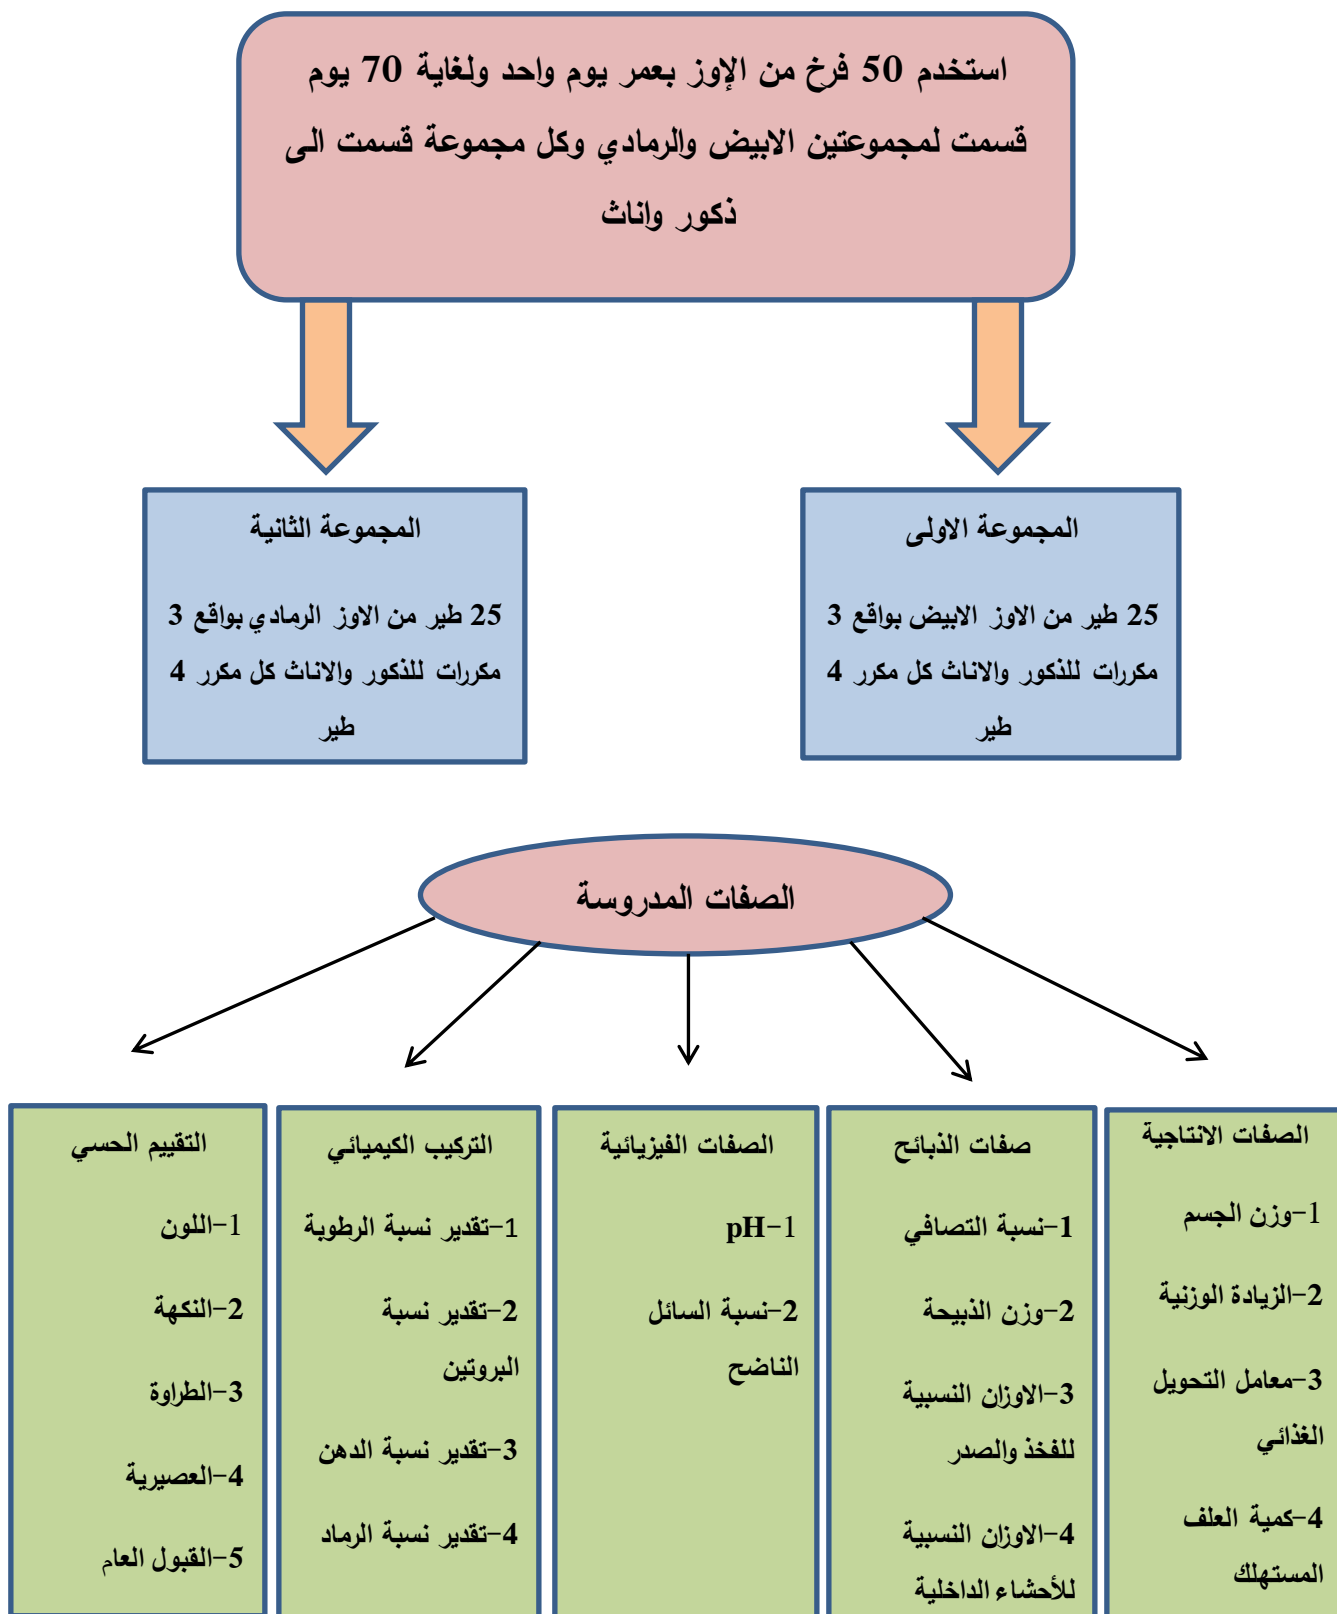 استخدم 50 فرخ من الإوز بعمر يوم واحد ولغاية 70 يوم
قسمت لمجموعتين الابيض والرمادي وكل مجموعة قسمت الى
ذكور واناث
المجموعة الاولى
25 طير من الاوز الابيض بواقع 3
مكررات للذكور والاناث كل مكرر 4
طير
المجموعة الثانية
25 طير من الاوز الرمادي بواقع 3
مكررات للذكور والاناث كل مكرر 4
طير
الصفات المدروسة
الصفات الانتاجية
1-وزن الجسم
2-الزيادة الوزنية
3-معامل التحويل
الغذائي
4-كمية العلف
المستهلك
صفات الذبائح
1-نسبة التصافي
2-وزن الذبيحة
3-الاوزان النسبية
للفخذ والصدر
4-الاوزان النسبية
للأحشاء الداخلية
الصفات الفيزيائية
1-pH
2-نسبة السائل
الناضح
التركيب الكيميائي
1-تقدير نسبة الرطوبة
2-تقدير نسبة
البروتين
3-تقدير نسبة الدهن
4-تقدير نسبة الرماد
التقييم الحسي
1-اللون
2-النكهة
3-الطراوة
4-العصيرية
5-القبول العام